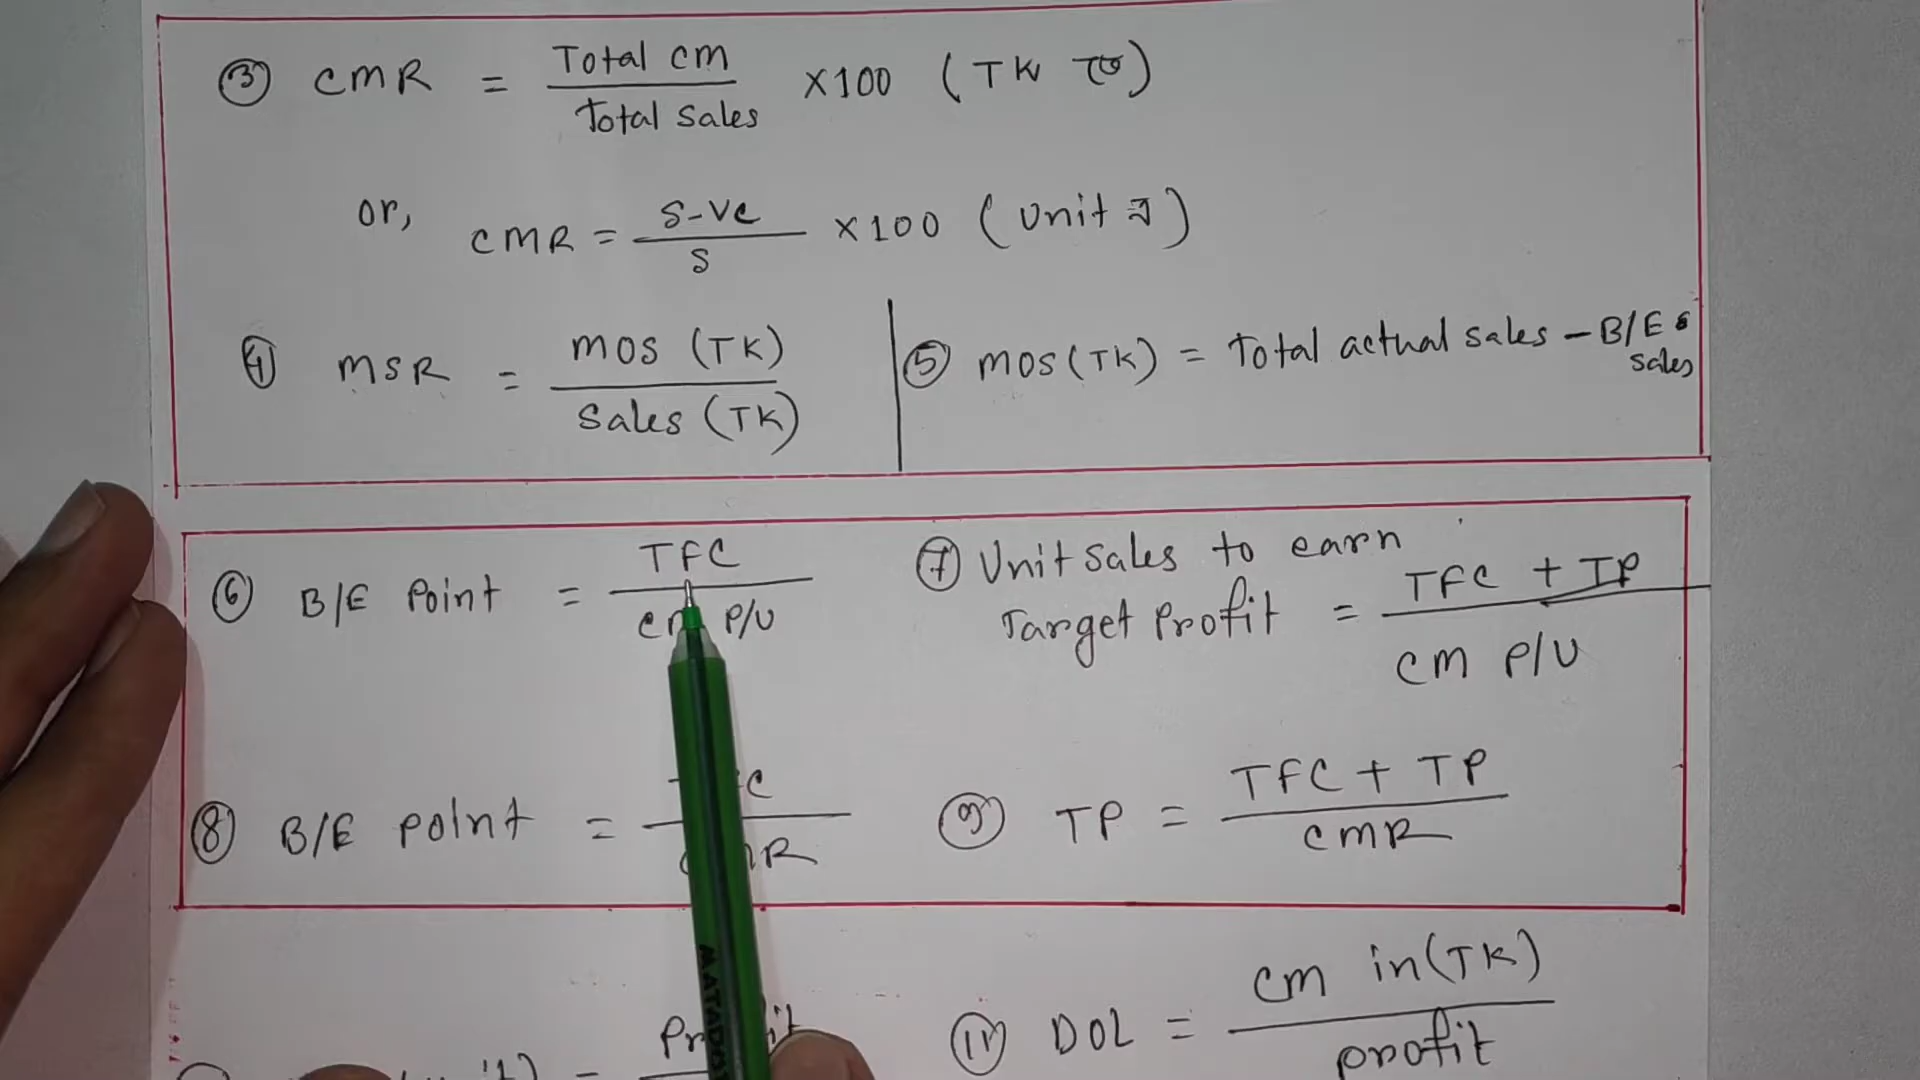 ③ CMR = Total CM / Total Sales ×100 (TK তে)
or, CMR = S-VC / S ×100 (Unit এ)
④ MSR = MOS (TK) / Sales (TK)
⑤ MOS (TK) = Total actual sales – B/E sales
⑥ B/E Point = TFC / CM P/U
⑦ Unit Sales to earn Target Profit = TFC + TP / CM P/U
⑧ B/E Point =
⑨ TP = TFC + TP / CMR
⑪ DOL = CM in(TK) / profit